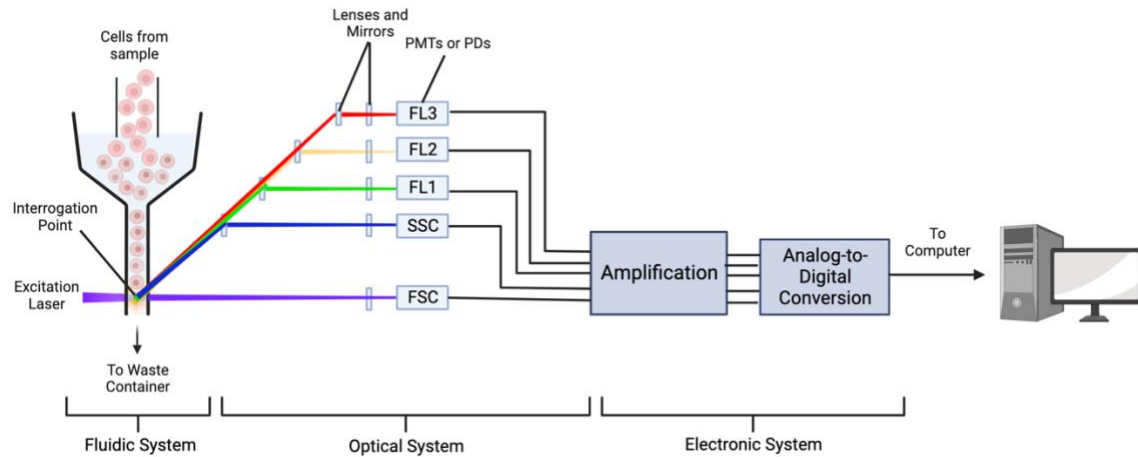 Cells from
sample
Lenses and
Mirrors
PMTs or PDs
FL3
FL2
FL1
SSC
FSC
Interrogation
Point
Excitation
Laser
To Waste
Container
Amplification
Analog-to-
Digital
Conversion
To
Computer
Fluidic System
Optical System
Electronic System